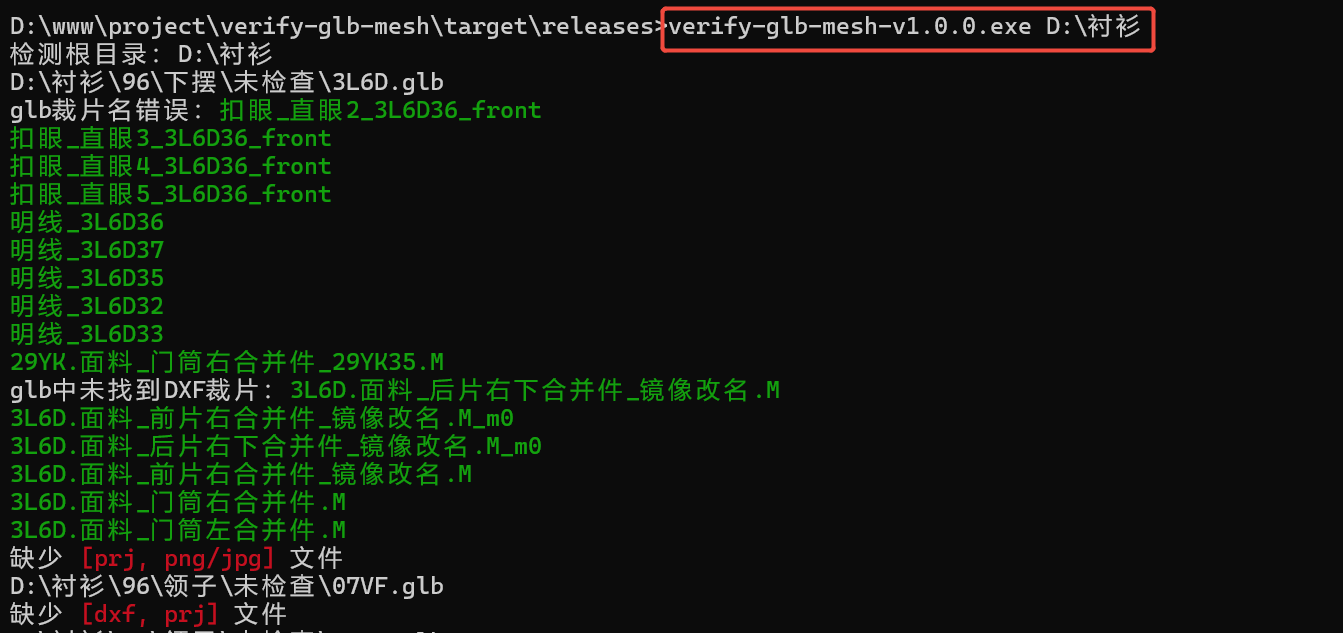 D:\www\project\verify-glb-mesh\target\releases>verify-glb-mesh-v1.0.0.exe D:\衬衫
检测根目录: D:\衬衫
D:\衬衫\96\下摆\未检查\3L6D.glb
glb裁片名错误: 扣眼_直眼2_3L6D36_front
扣眼_直眼3_3L6D36_front
扣眼_直眼4_3L6D36_front
扣眼_直眼5_3L6D36_front
明线_3L6D36
明线_3L6D37
明线_3L6D35
明线_3L6D32
明线_3L6D33
29YK.面料_门筒右合并件_29YK35.M
glb中未找到DXF裁片: 3L6D.面料_后片右下合并件_镜像改名.M
3L6D.面料_前片右合并件_镜像改名.M_m0
3L6D.面料_后片右下合并件_镜像改名.M_m0
3L6D.面料_前片右合并件_镜像改名.M
3L6D.面料_门筒右合并件.M
3L6D.面料_门筒左合并件.M
缺少 [prj, png/jpg] 文件
D:\衬衫\96\领子\未检查\07VF.glb
缺少 [dxf, prj] 文件